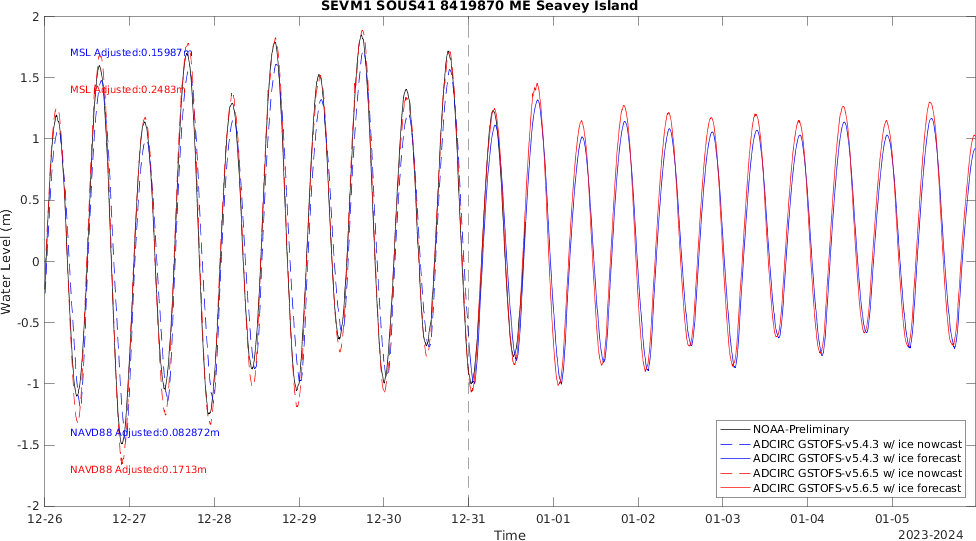 SEVM1 SOUS41 8419870 ME Seavey Island
2
1.5
1
0.5
0
-0.5
-1
-1.5
-2
Water Level (m)
MSL Adjusted:0.15987m
MSL Adjusted:0.2483m
NAVD88 Adjusted:0.082872m
NAVD88 Adjusted:0.1713m
NOAA-Preliminary
ADCIRC GSTOFS-v5.4.3 w/ ice nowcast
ADCIRC GSTOFS-v5.4.3 w/ ice forecast
ADCIRC GSTOFS-v5.6.5 w/ ice nowcast
ADCIRC GSTOFS-v5.6.5 w/ ice forecast
12-26 12-27 12-28 12-29 12-30 12-31 01-01 01-02 01-03 01-04 01-05
Time
2023-2024